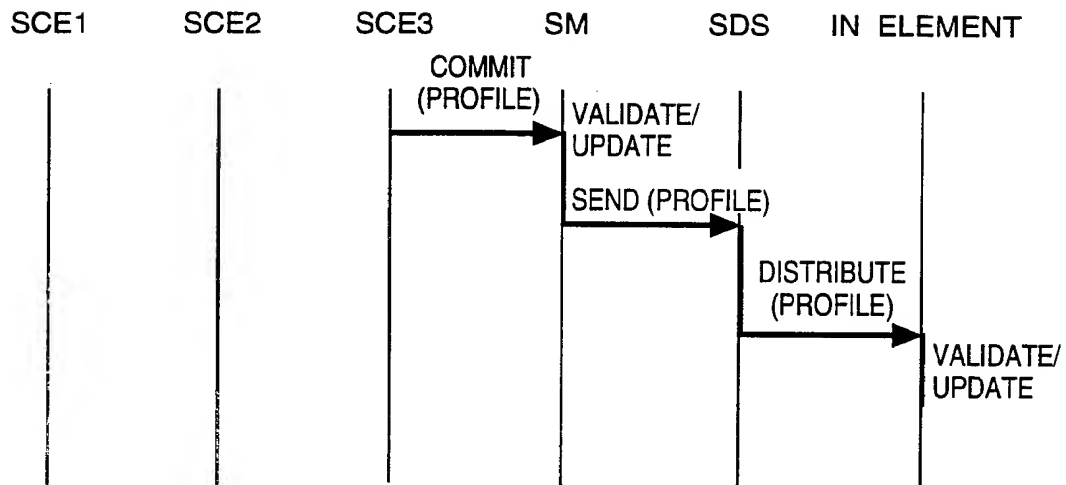 SCE1 SCE2 SCE3 SM SDS IN ELEMENT
COMMIT
(PROFILE)
VALIDATE/
UPDATE
SEND (PROFILE)
DISTRIBUTE
(PROFILE)
VALIDATE/
UPDATE